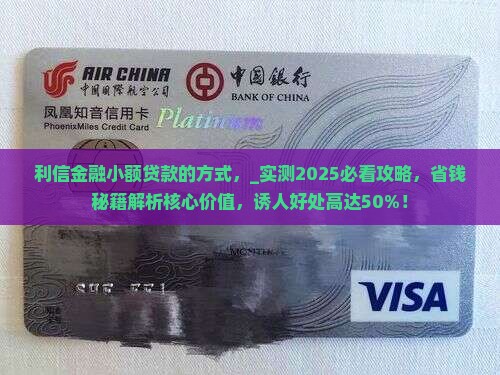 AIR CHINA
中国国际航空公司
中国银行
BANK OF CHINA
凤凰知音信用卡
PhoenixMiles Credit Card
Platinum
利信金融小额贷款的方式，_实测2025必看攻略，省钱
秘籍解析核心价值，诱人好处高达50%！
VISA